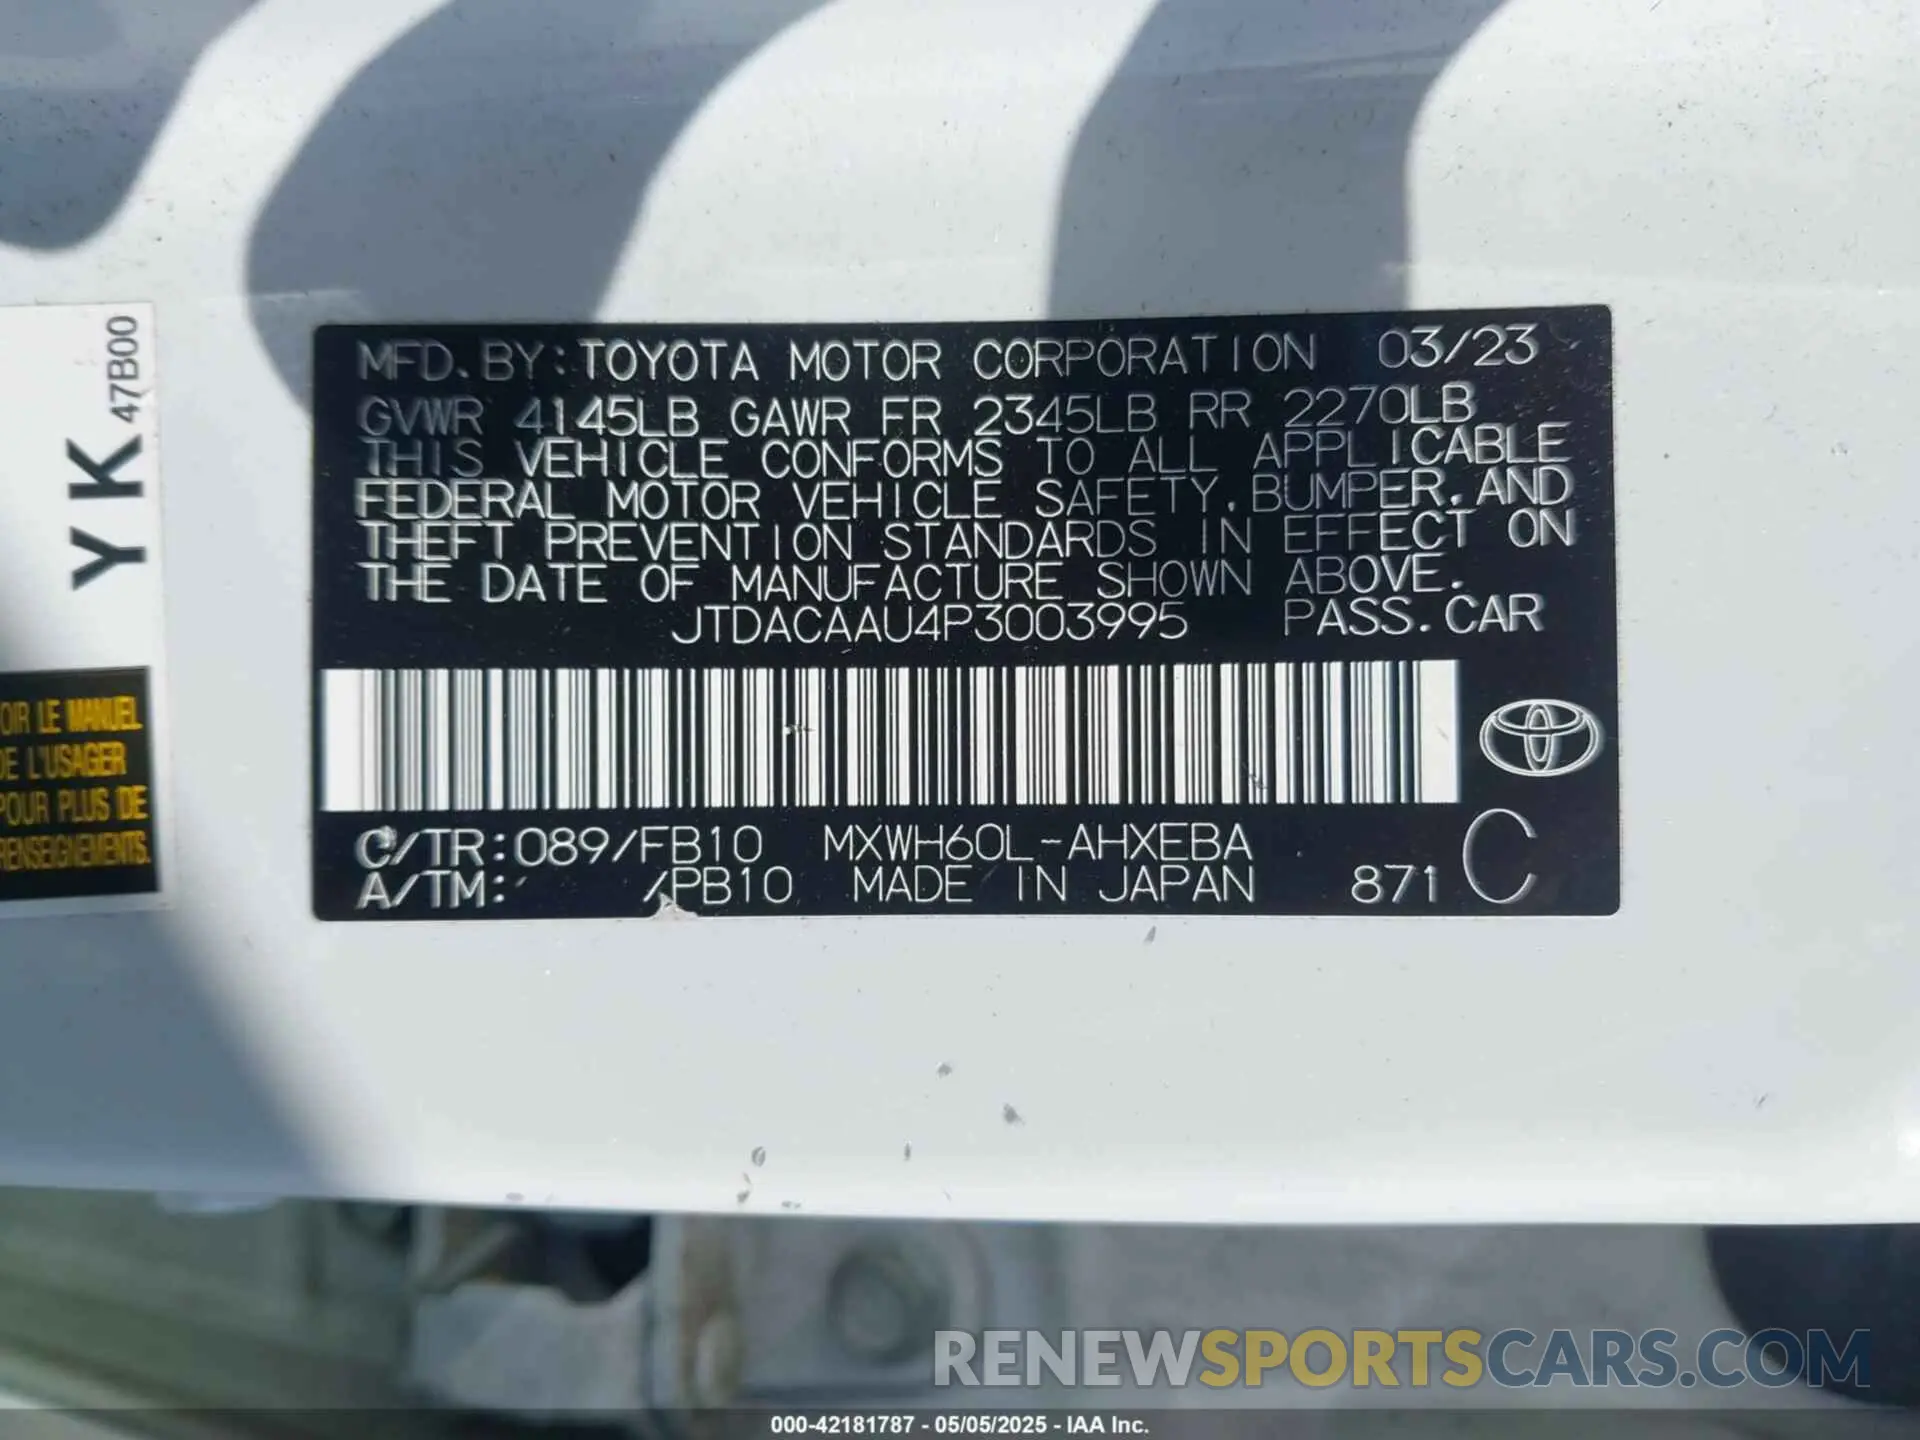 MFD. BY: TOYOTA MOTOR CORPORATION 03/23
GVWR 4145LB GAWR FR 2345LB RR 2270LB
THIS VEHICLE CONFORMS TO ALL APPLICABLE
FEDERAL MOTOR VEHICLE SAFETY, BUMPER, AND
THEFT PREVENTION STANDARDS IN EFFECT ON
THE DATE OF MANUFACTURE SHOWN ABOVE.
JTDACAAU4P3003995 PASS. CAR
C/TR: 089/FB10 MXWH60L-AHXEBA
A/TM: /PB10 MADE IN JAPAN 871 C
YK 47B00
OIR LE MANUEL
DE L'USAGER
POUR PLUS DE
RENSEIGNEMENTS.
RENEWSPORTSCARS.COM
000-42181787 - 05/05/2025 - IAA Inc.